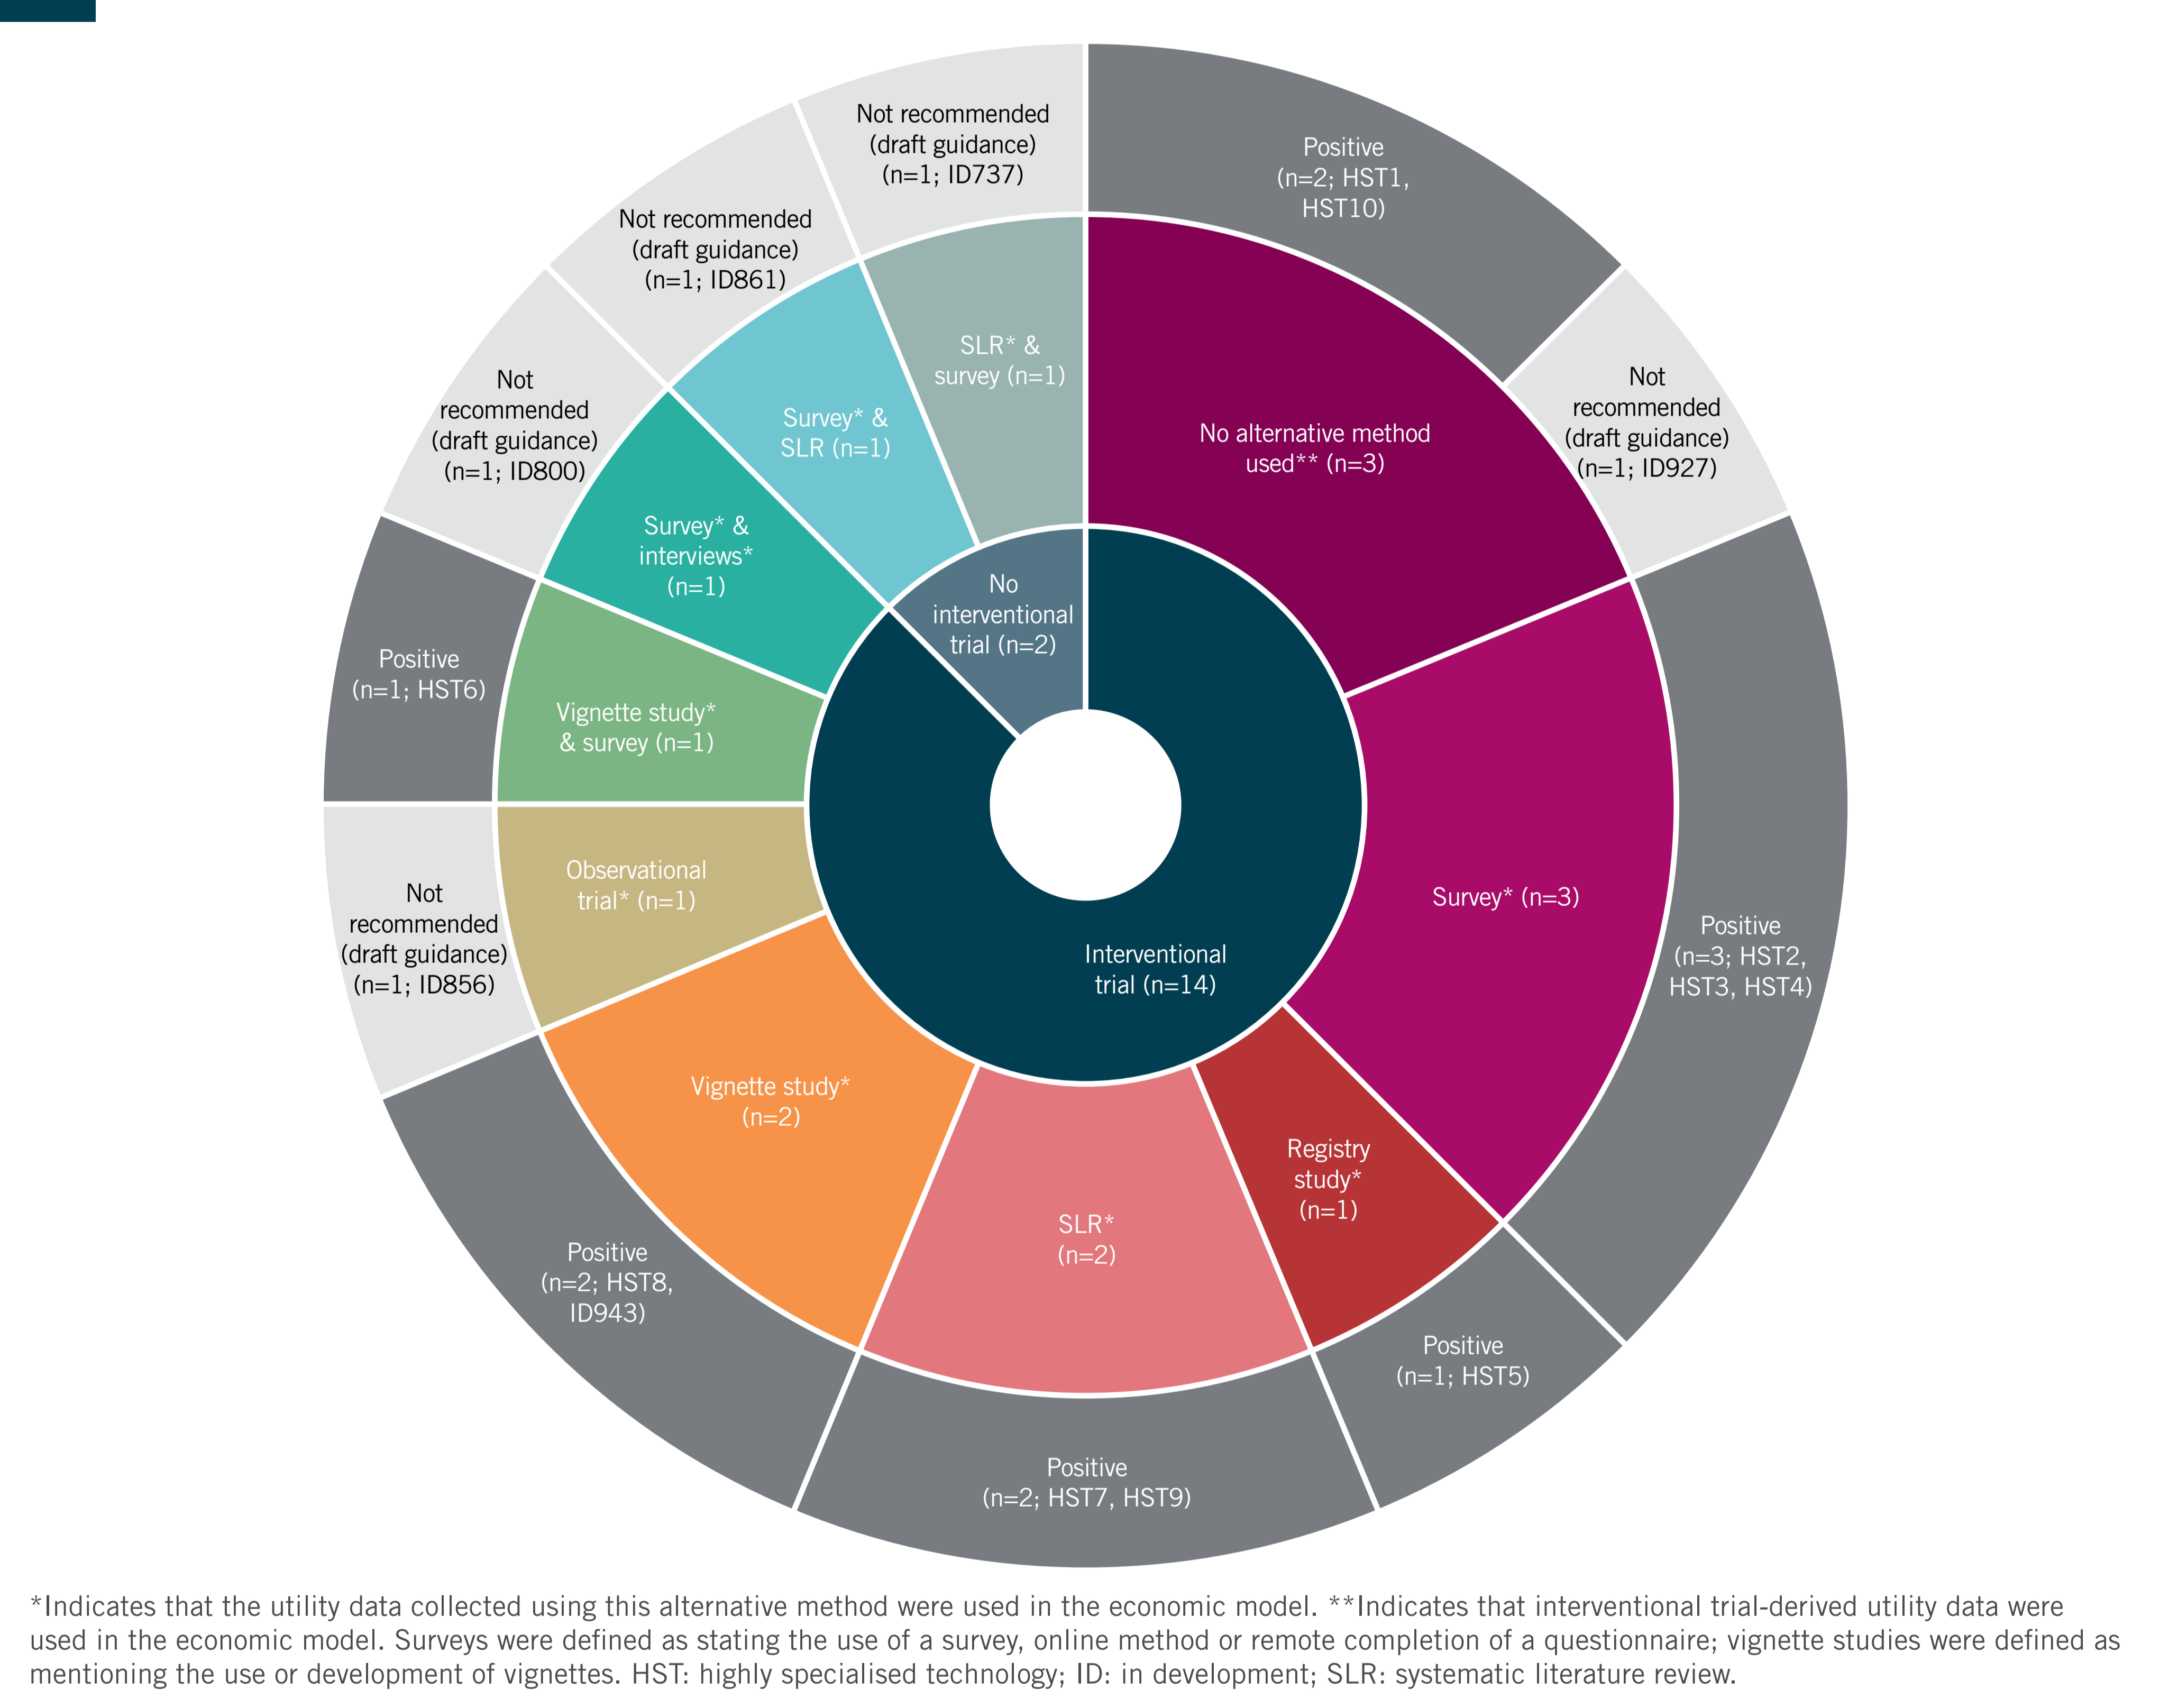 Not recommended
(draft guidance)
(n=1; ID737)
Positive
(n=2; HST1,
HST10)
Not recommended
(draft guidance)
(n=1; ID861)
SLR* &
survey (n=1)
Not
recommended
(draft guidance)
(n=1; ID800)
Survey* &
SLR (n=1)
No alternative method
used** (n=3)
Not
recommended
(draft guidance)
(n=1; ID927)
Survey* &
interviews*
(n=1)
No
interventional
trial (n=2)
Positive
(n=1; HST6)
Vignette study*
& survey (n=1)
Observational
trial* (n=1)
Not
recommended
(draft guidance)
(n=1; ID856)
Interventional
trial (n=14)
Survey* (n=3)
Positive
(n=3; HST2,
HST3, HST4)
Vignette study*
(n=2)
Registry
study*
(n=1)
SLR*
(n=2)
Positive
(n=2; HST8,
ID943)
Positive
(n=1; HST5)
Positive
(n=2; HST7, HST9)
*Indicates that the utility data collected using this alternative method were used in the economic model. **Indicates that interventional trial-derived utility data were
used in the economic model. Surveys were defined as stating the use of a survey, online method or remote completion of a questionnaire; vignette studies were defined as
mentioning the use or development of vignettes. HST: highly specialised technology; ID: in development; SLR: systematic literature review.